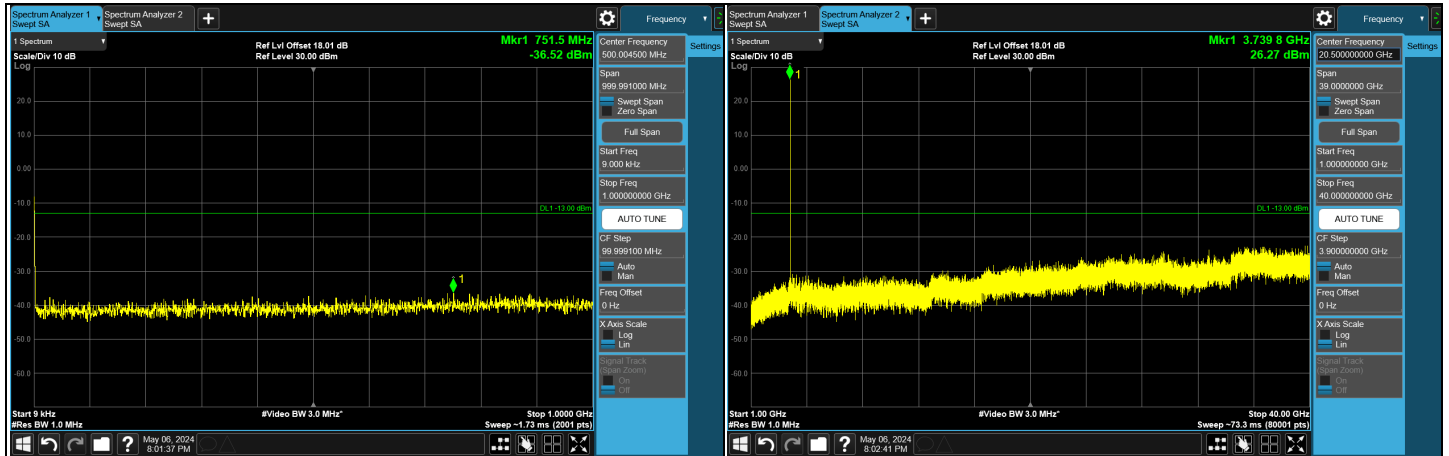 Spectrum Analyzer 1
Swept SA
Spectrum Analyzer 2
Swept SA
+
Frequency
1 Spectrum
Scale/Div 10 dB
Log
Ref Lvl Offset 18.01 dB
Ref Level 30.00 dBm
Mkr1 751.5 MHz
-36.52 dBm
20.0
10.0
0.00
-10.0
-20.0
-30.0
-40.0
-50.0
-60.0
DL1 -13.00 dBm
1
Start 9 kHz
#Res BW 1.0 MHz
#Video BW 3.0 MHz*
Stop 1.0000 GHz
Sweep ~1.73 ms (2001 pts)
Center Frequency
500.004500 MHz
Settings
Span
999.991000 MHz
Swept Span
Zero Span
Full Span
Start Freq
9.000 kHz
Stop Freq
1.000000000 GHz
AUTO TUNE
CF Step
99.999100 MHz
Auto
Man
Freq Offset
0 Hz
X Axis Scale
Log
Lin
Signal Track
(Span Zoom)
On
Off
?
May 06, 2024
8:01:37 PM
Spectrum Analyzer 1
Swept SA
Spectrum Analyzer 2
Swept SA
+
Frequency
1 Spectrum
Scale/Div 10 dB
Log
Ref Lvl Offset 18.01 dB
Ref Level 30.00 dBm
Mkr1 3.739 8 GHz
26.27 dBm
1
20.0
10.0
0.00
-10.0
-20.0
-30.0
-40.0
-50.0
-60.0
DL1 -13.00 dBm
Start 1.00 GHz
#Res BW 1.0 MHz
#Video BW 3.0 MHz*
Stop 40.00 GHz
Sweep ~73.3 ms (80001 pts)
Center Frequency
20.500000000 GHz
Settings
Span
39.0000000 GHz
Swept Span
Zero Span
Full Span
Start Freq
1.000000000 GHz
Stop Freq
40.000000000 GHz
AUTO TUNE
CF Step
3.900000000 GHz
Auto
Man
Freq Offset
0 Hz
X Axis Scale
Log
Lin
Signal Track
(Span Zoom)
On
Off
?
May 06, 2024
8:02:41 PM